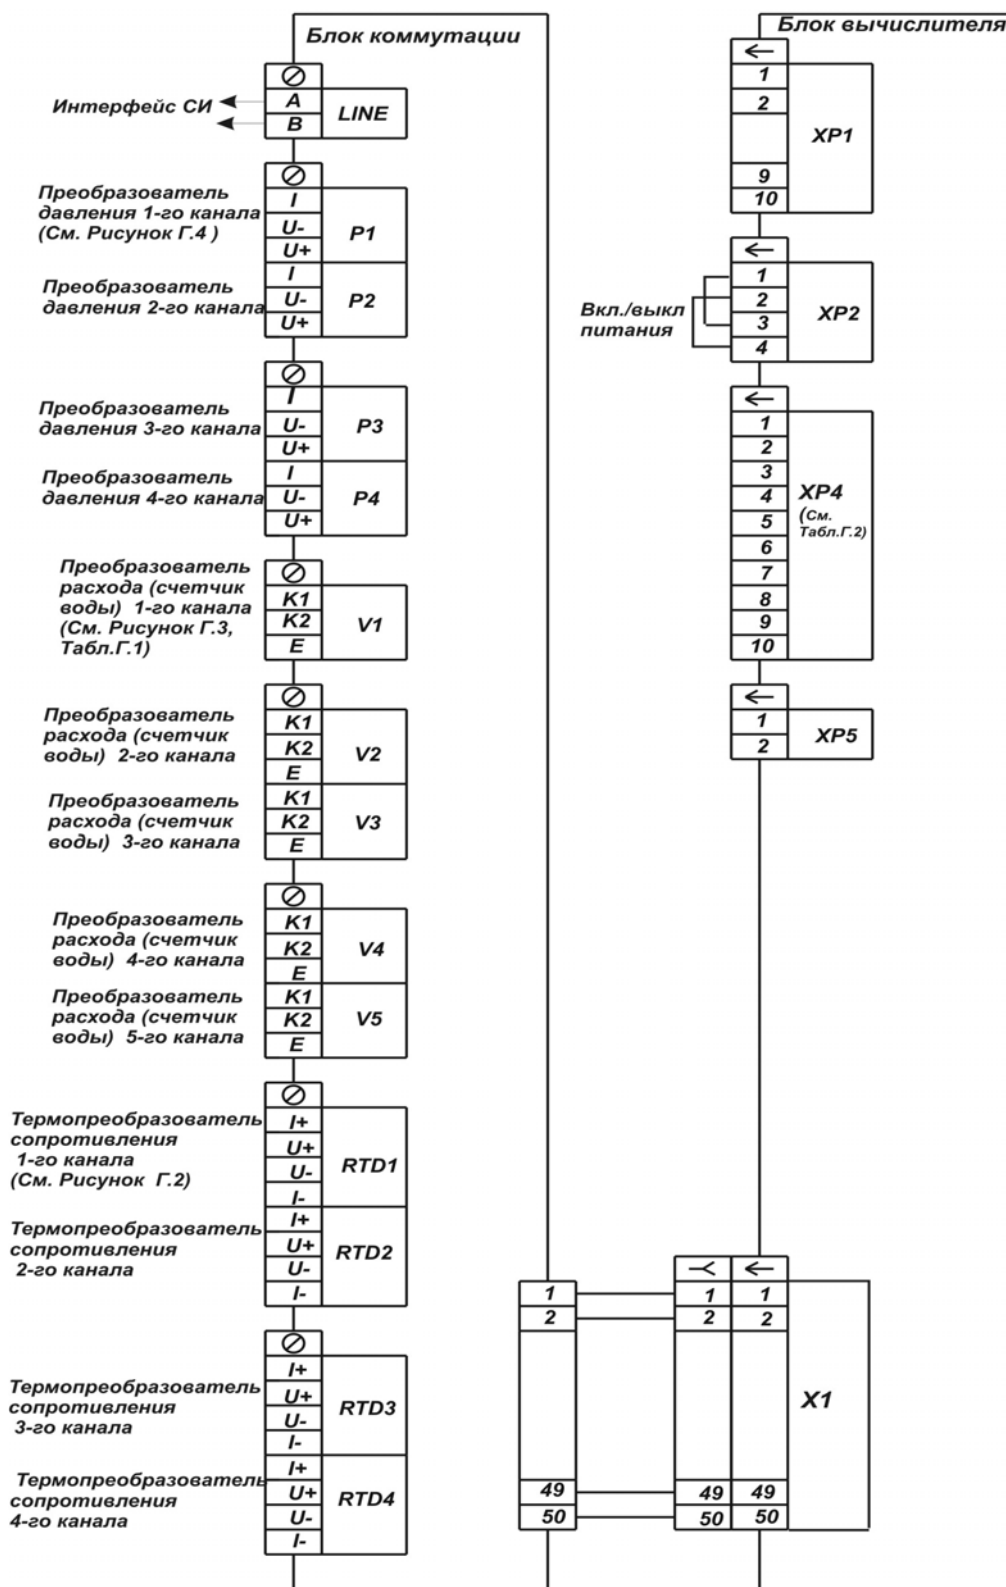 Блок коммутации
Интерфейс СИ
A
B
LINE
Преобразователь
давления 1-го канала
(См. Рисунок Г.4 )
I
U-
U+
P1
Преобразователь
давления 2-го канала
I
U-
U+
P2
Преобразователь
давления 3-го канала
I
U-
U+
P3
Преобразователь
давления 4-го канала
I
U-
U+
P4
Преобразователь
расхода (счетчик
воды) 1-го канала
(См. Рисунок Г.3,
Табл.Г.1)
K1
K2
E
V1
Преобразователь
расхода (счетчик
воды) 2-го канала
K1
K2
E
V2
Преобразователь
расхода (счетчик
воды) 3-го канала
K1
K2
E
V3
Преобразователь
расхода (счетчик
воды) 4-го канала
K1
K2
E
V4
Преобразователь
расхода (счетчик
воды) 5-го канала
K1
K2
E
V5
Термопреобразователь
сопротивления
1-го канала
(См. Рисунок Г.2)
I+
U+
U-
I-
RTD1
Термопреобразователь
сопротивления
2-го канала
I+
U+
U-
I-
RTD2
Термопреобразователь
сопротивления
3-го канала
I+
U+
U-
I-
RTD3
Термопреобразователь
сопротивления
4-го канала
I+
U+
U-
I-
RTD4
Блок вычислителя
1
2
9
10
XP1
Вкл./выкл
питания
1
2
3
4
XP2
1
2
3
4
5
6
7
8
9
10
XP4
(См.
Табл.Г.2)
1
2
XP5
1 1 1
2 2 2
X1
49 49 49
50 50 50